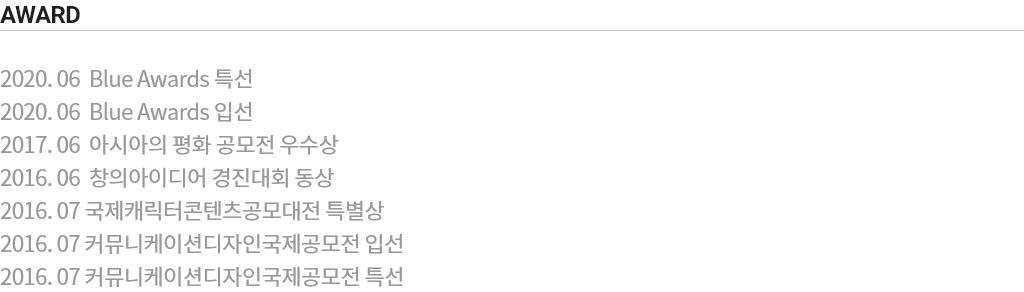 AWARD
2020. 06 Blue Awards 특선
2020. 06 Blue Awards 입선
2017. 06 아시아의 평화 공모전 우수상
2016. 06 창의아이디어 경진대회 동상
2016. 07 국제캐릭터콘텐츠공모대전 특별상
2016. 07 커뮤니케이션디자인국제공모전 입선
2016. 07 커뮤니케이션디자인국제공모전 특선